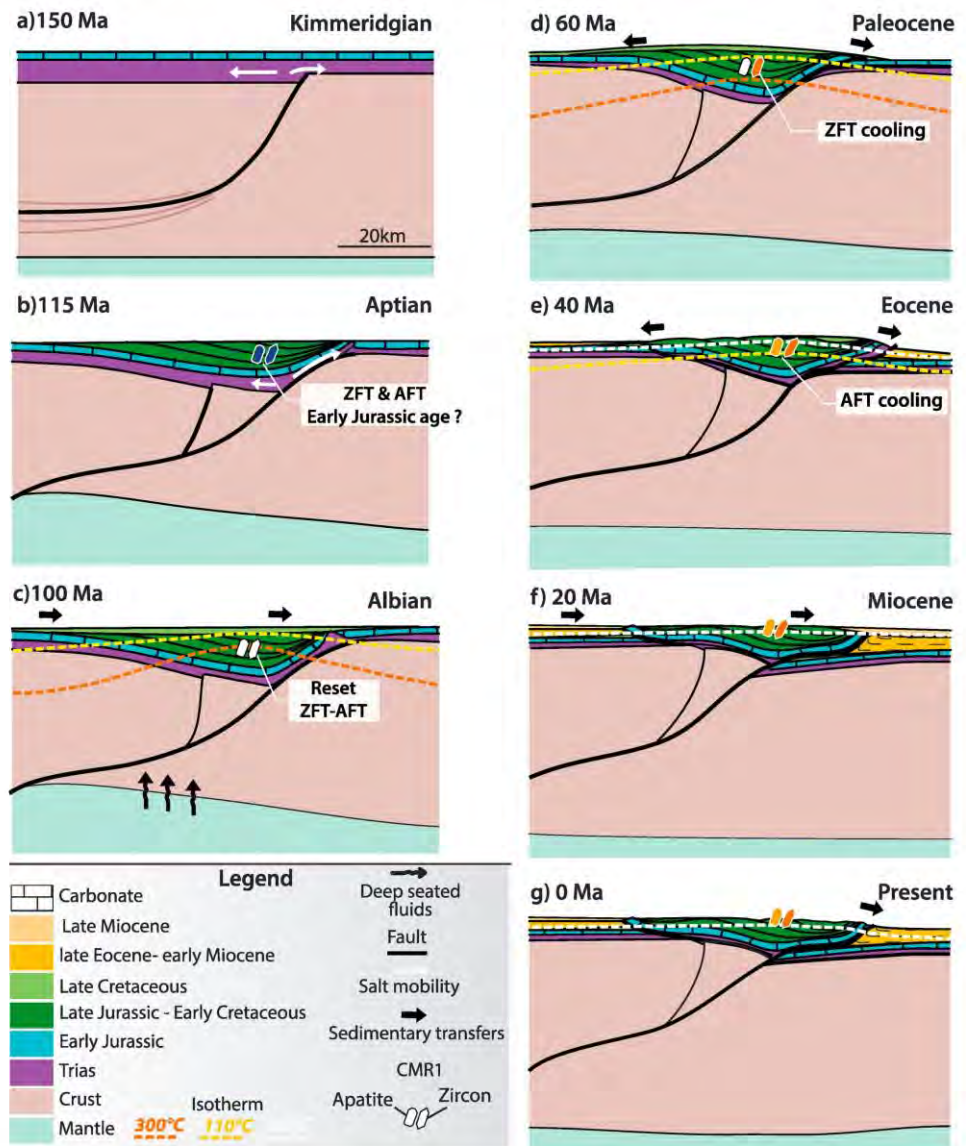 a)150 Ma Kimmeridgian
20km
b)115 Ma Aptian
ZFT & AFT
Early Jurassic age ?
c)100 Ma Albian
Reset
ZFT-AFT
d) 60 Ma Paleocene
ZFT cooling
e) 40 Ma Eocene
AFT cooling
f) 20 Ma Miocene
g) 0 Ma Present
Legend
Carbonate
Late Miocene
late Eocene- early Miocene
Late Cretaceous
Late Jurassic - Early Cretaceous
Early Jurassic
Trias
Crust
Mantle
Isotherm
300°C 110°C
Deep seated
fluids
Fault
Salt mobility
Sedimentary transfers
CMR1
Apatite Zircon